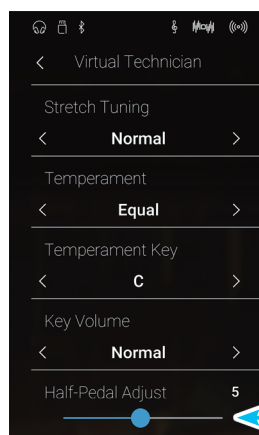 Virtual Technician
Stretch Tuning
Normal
Temperament
Equal
Temperament Key
C
Key Volume
Normal
Half-Pedal Adjust 5